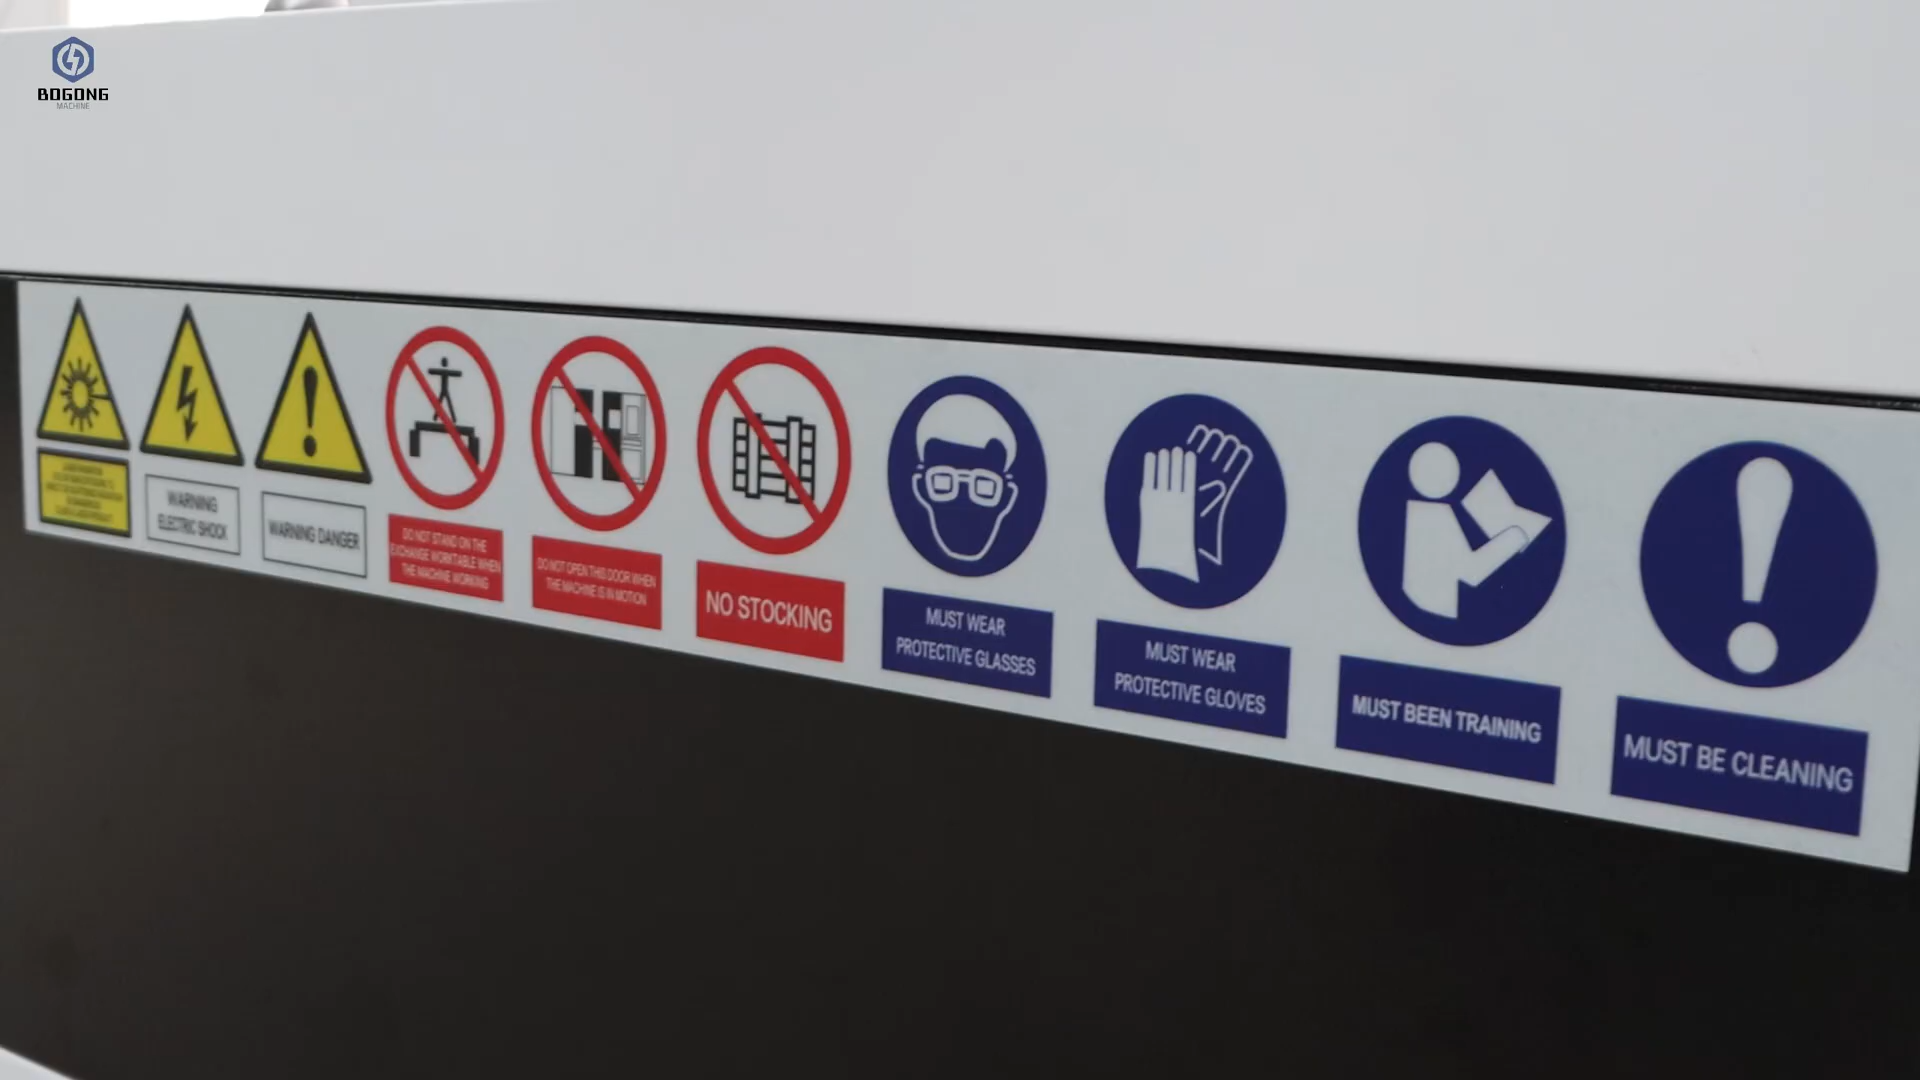 BOGONG
MACHINE
WARNING
ELECTRIC SHOCK
WARNING DANGER
DO NOT STAND ON THE
EXCHANGE WORKTABLE WHEN
THE MACHINE WORKING
DO NOT OPEN THIS DOOR WHEN
THE MACHINE IS IN MOTION
NO STOCKING
MUST WEAR
PROTECTIVE GLASSES
MUST WEAR
PROTECTIVE GLOVES
MUST BEEN TRAINING
MUST BE CLEANING